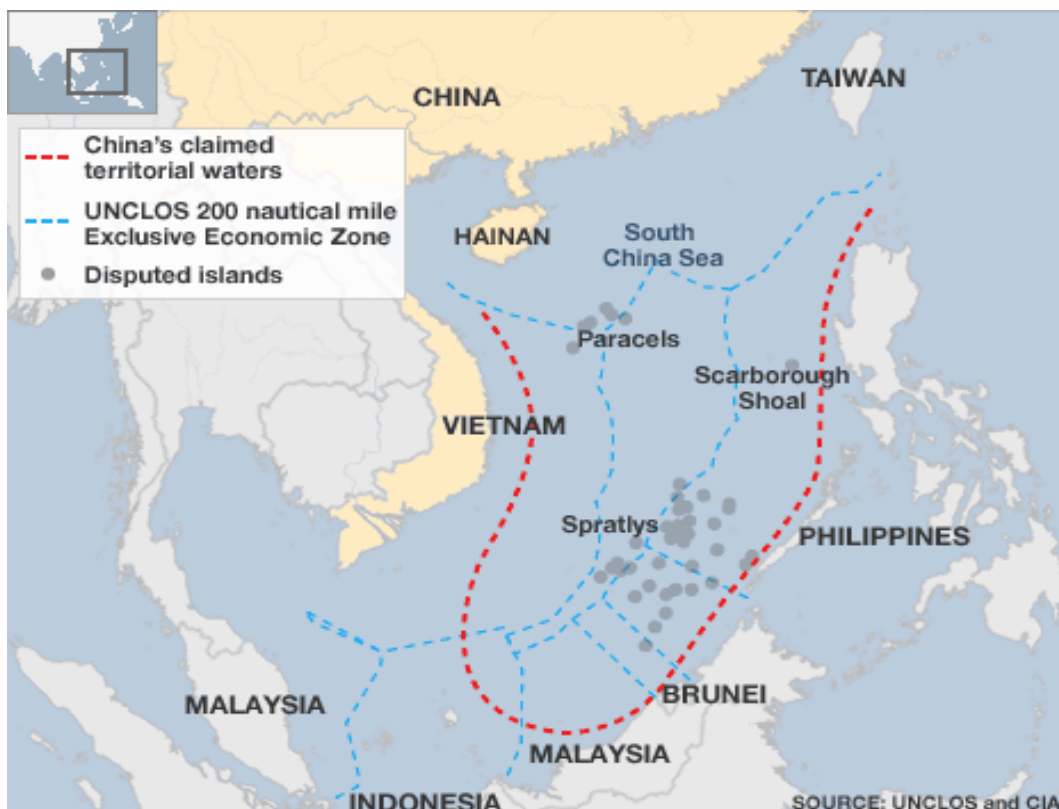 TAIWAN
CHINA
China's claimed
territorial waters
UNCLOS 200 nautical mile
Exclusive Economic Zone
Disputed islands
HAINAN
South
China Sea
Paracels
Scarborough
Shoal
VIETNAM
Spratlys
PHILIPPINES
MALAYSIA
BRUNEI
MALAYSIA
INDONESIA
SOURCE: UNCLOS and CIA